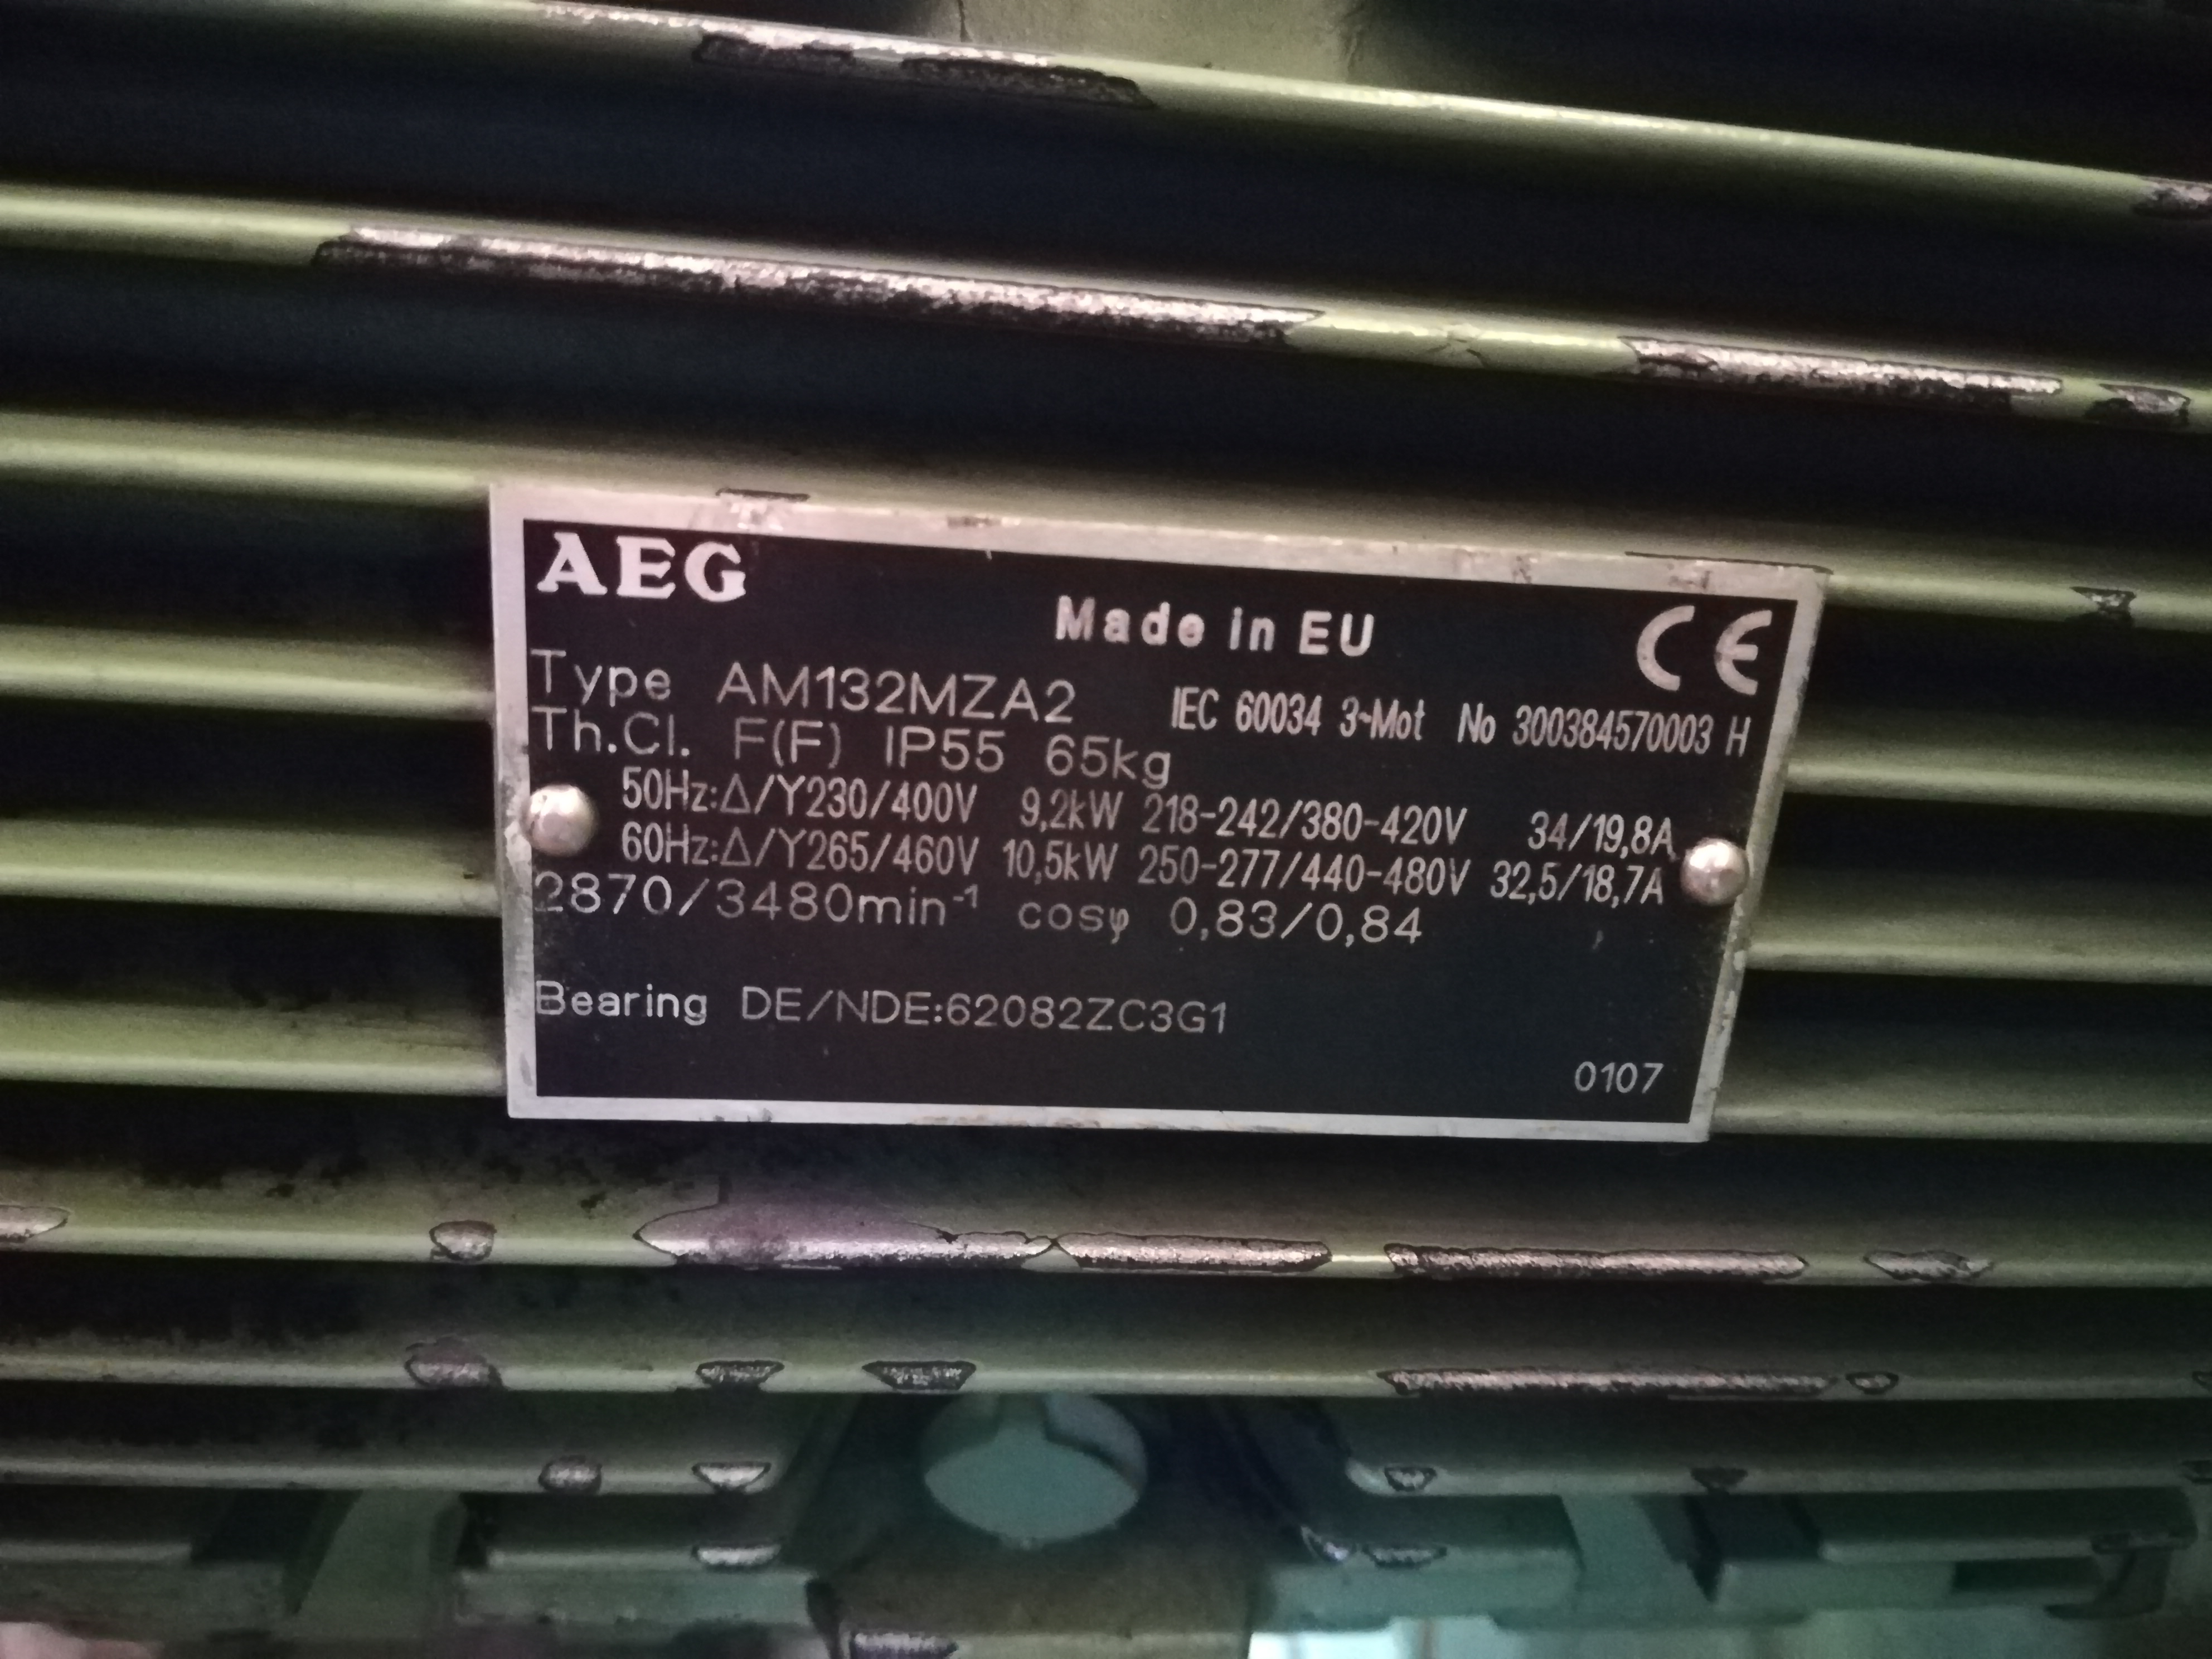 AEG
Made in EU
CE
Type AM132MZA2 IEC 60034 3~Mot No 300384570003 H
Th.Cl. F(F) IP55 65kg
50Hz:Δ/Y230/400V 9,2kW 218-242/380-420V 34/19,8A
60Hz:Δ/Y265/460V 10,5kW 250-277/440-480V 32,5/18,7A
2870/3480min⁻¹ cosφ 0,83/0,84
Bearing DE/NDE:62082ZC3G1
0107